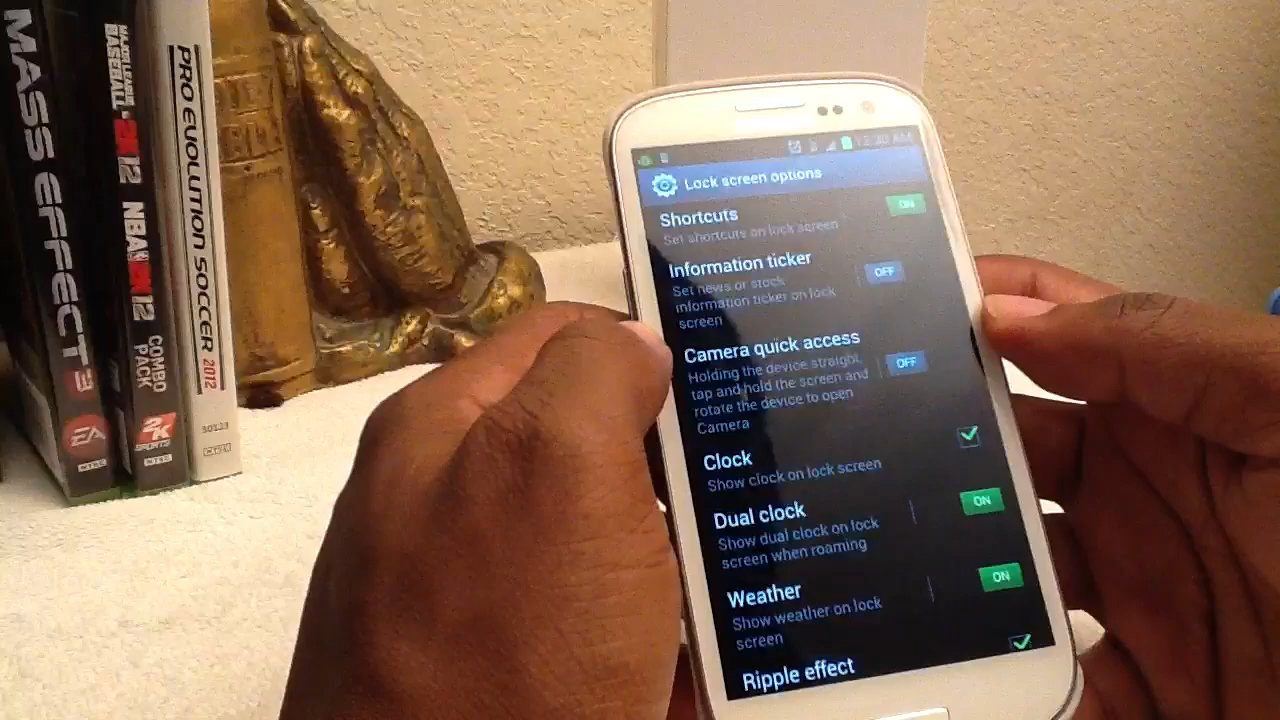 MASS EFFECT 3
EA
NTSC
MAJOR LEAGUE
BASEBALL
2K12
NBA 2K12
COMBO
PACK
2K
SPORTS
NTSC
PRO EVOLUTION SOCCER 2012
NTSC
Lock screen options
Shortcuts
ON
Set shortcuts on lock screen
Information ticker
OFF
Set news or stock
information ticker on lock
screen
Camera quick access
OFF
Holding the device straight,
tap and hold the screen and
rotate the device to open
Camera
Clock
Show clock on lock screen
Dual clock
ON
Show dual clock on lock
screen when roaming
Weather
ON
Show weather on lock
screen
Ripple effect